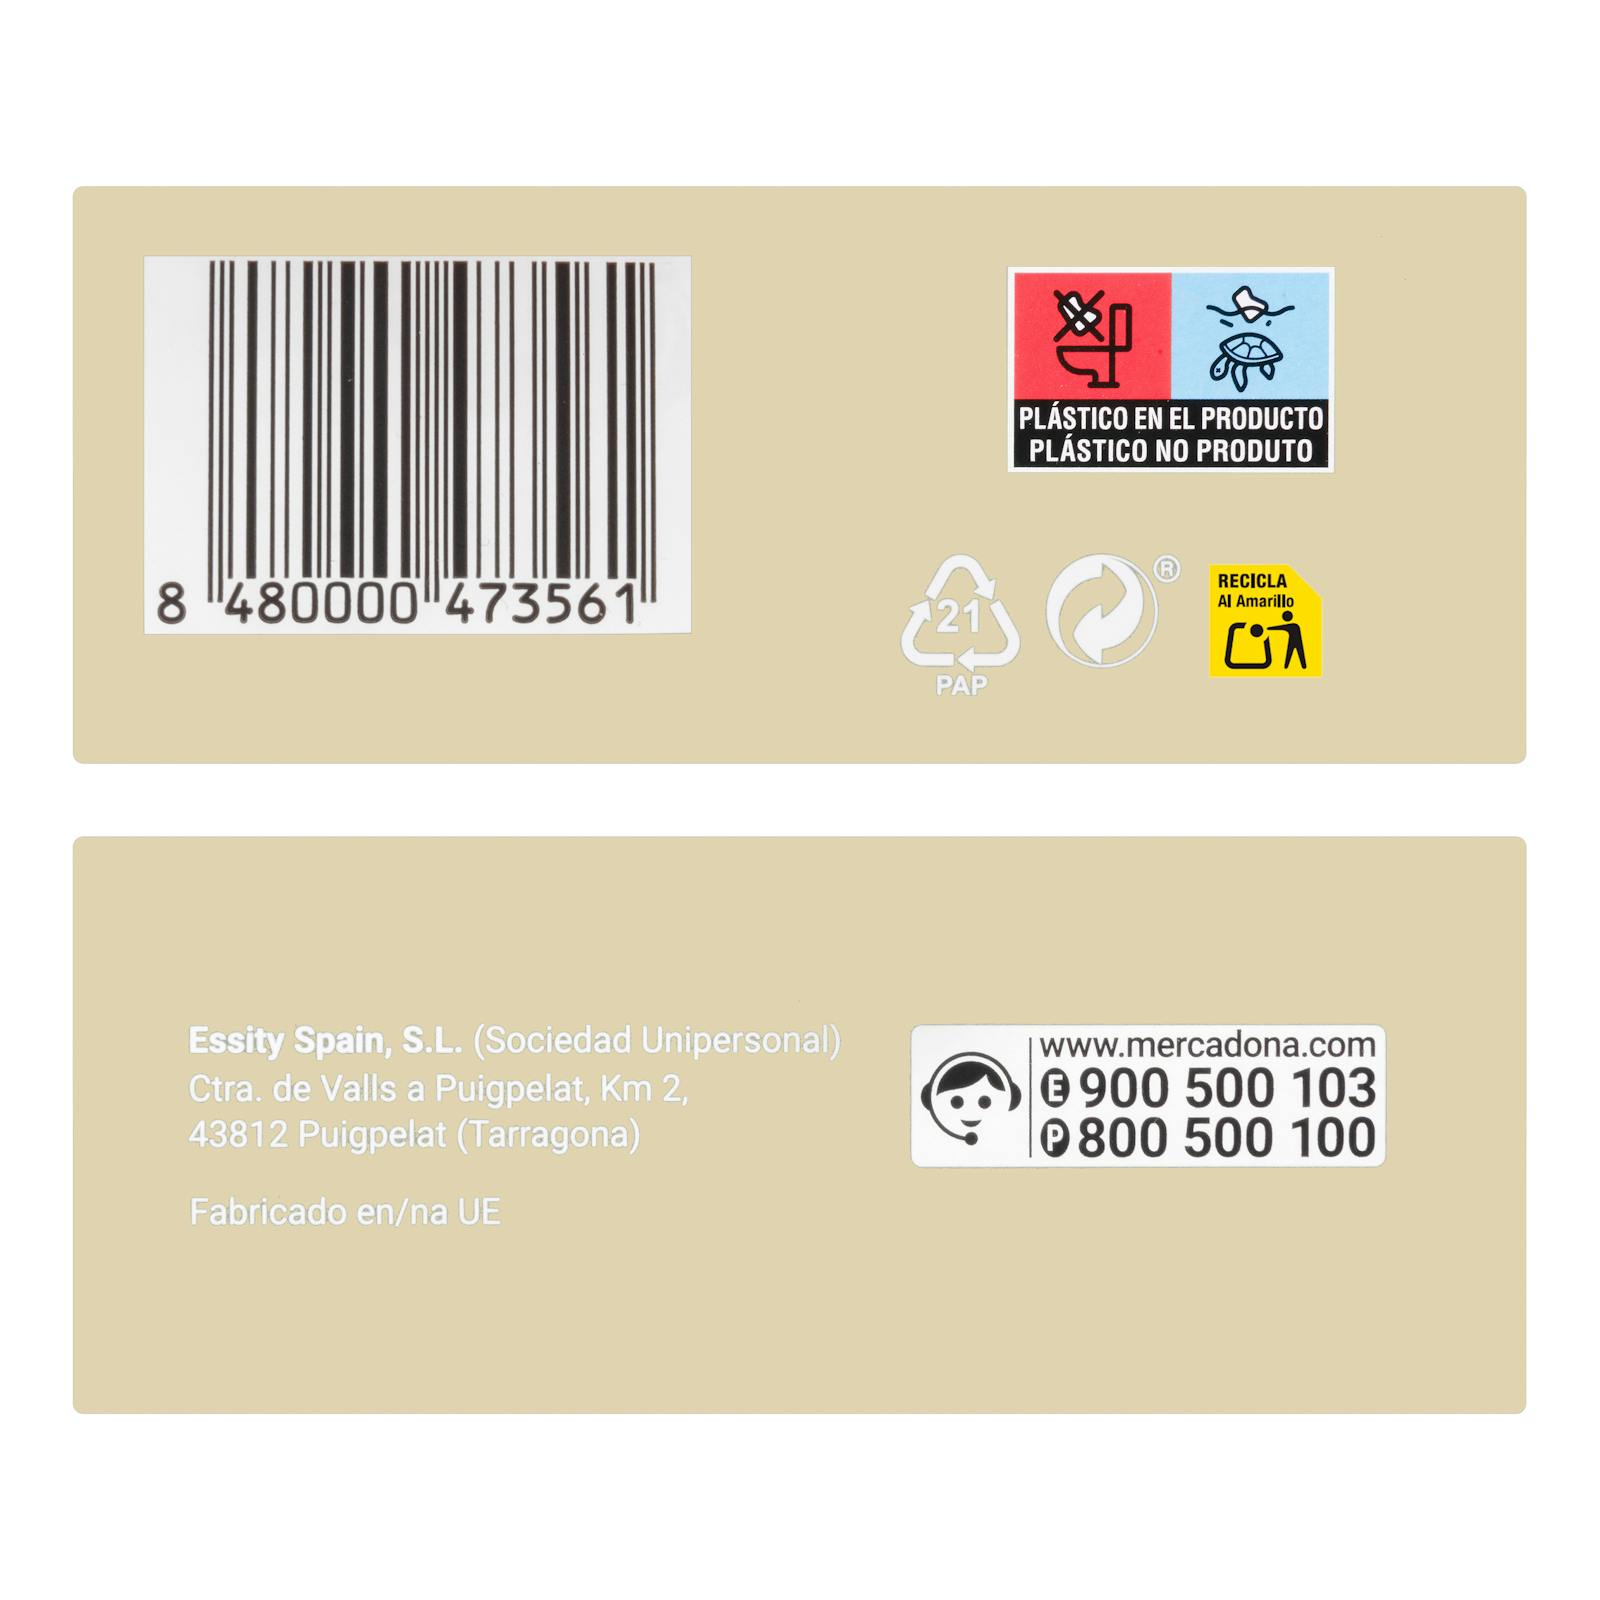 8 480000 473561
PLÁSTICO EN EL PRODUCTO
PLÁSTICO NO PRODUTO
21
PAP
®
RECICLA
Al Amarillo
Essity Spain, S.L. (Sociedad Unipersonal)
Ctra. de Valls a Puigpelat, Km 2,
43812 Puigpelat (Tarragona)
Fabricado en/na UE
www.mercadona.com
E 900 500 103
P 800 500 100